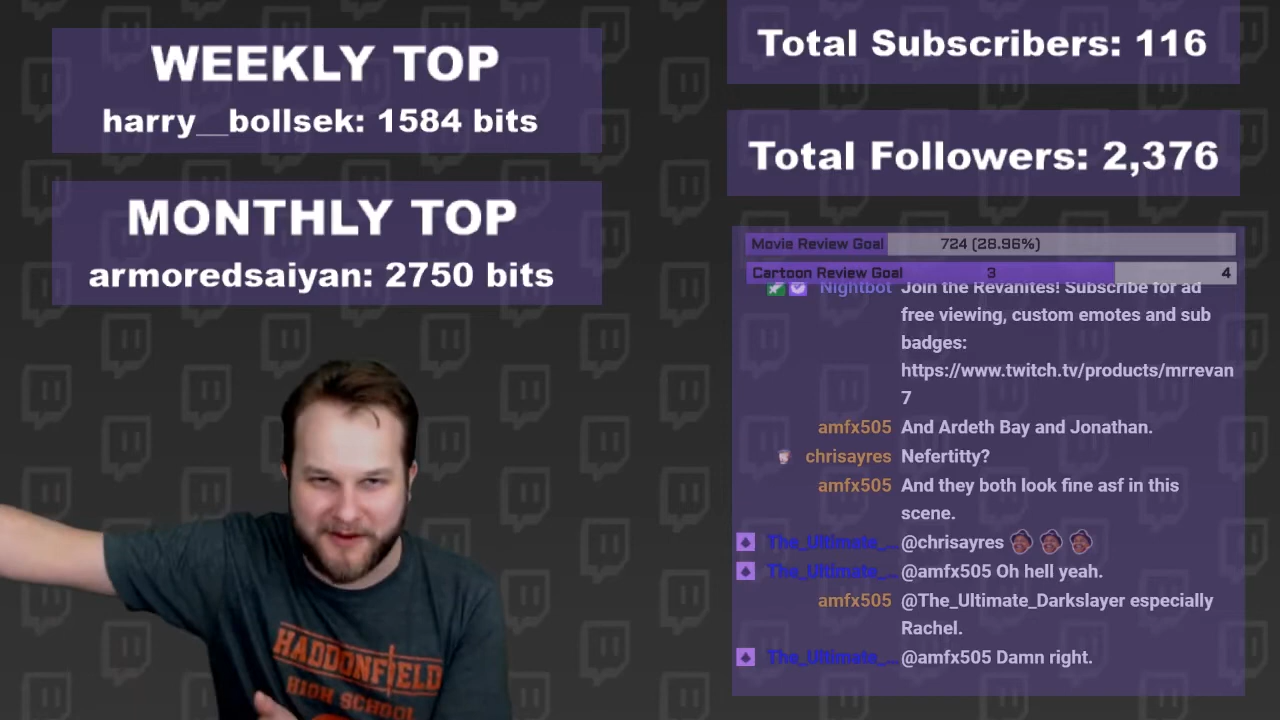 WEEKLY TOP
harry__bollsek: 1584 bits
MONTHLY TOP
armoredsaiyan: 2750 bits
Total Subscribers: 116
Total Followers: 2,376
Movie Review Goal 724 (28.96%)
Cartoon Review Goal 3 4
Nightbot Join the Revanites! Subscribe for ad
free viewing, custom emotes and sub
badges:
https://www.twitch.tv/products/mrrevan
7
amfx505 And Ardeth Bay and Jonathan.
chrisayres Nefertitty?
amfx505 And they both look fine asf in this
scene.
The_Ultimate_... @chrisayres
The_Ultimate_... @amfx505 Oh hell yeah.
amfx505 @The_Ultimate_Darkslayer especially
Rachel.
The_Ultimate_... @amfx505 Damn right.
HADDONFIELD
HIGH SCHOOL